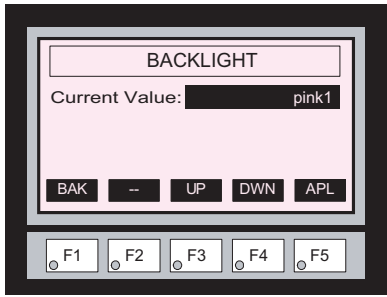 BACKLIGHT
Current Value: pink1
BAK -- UP DWN APL
F1 F2 F3 F4 F5